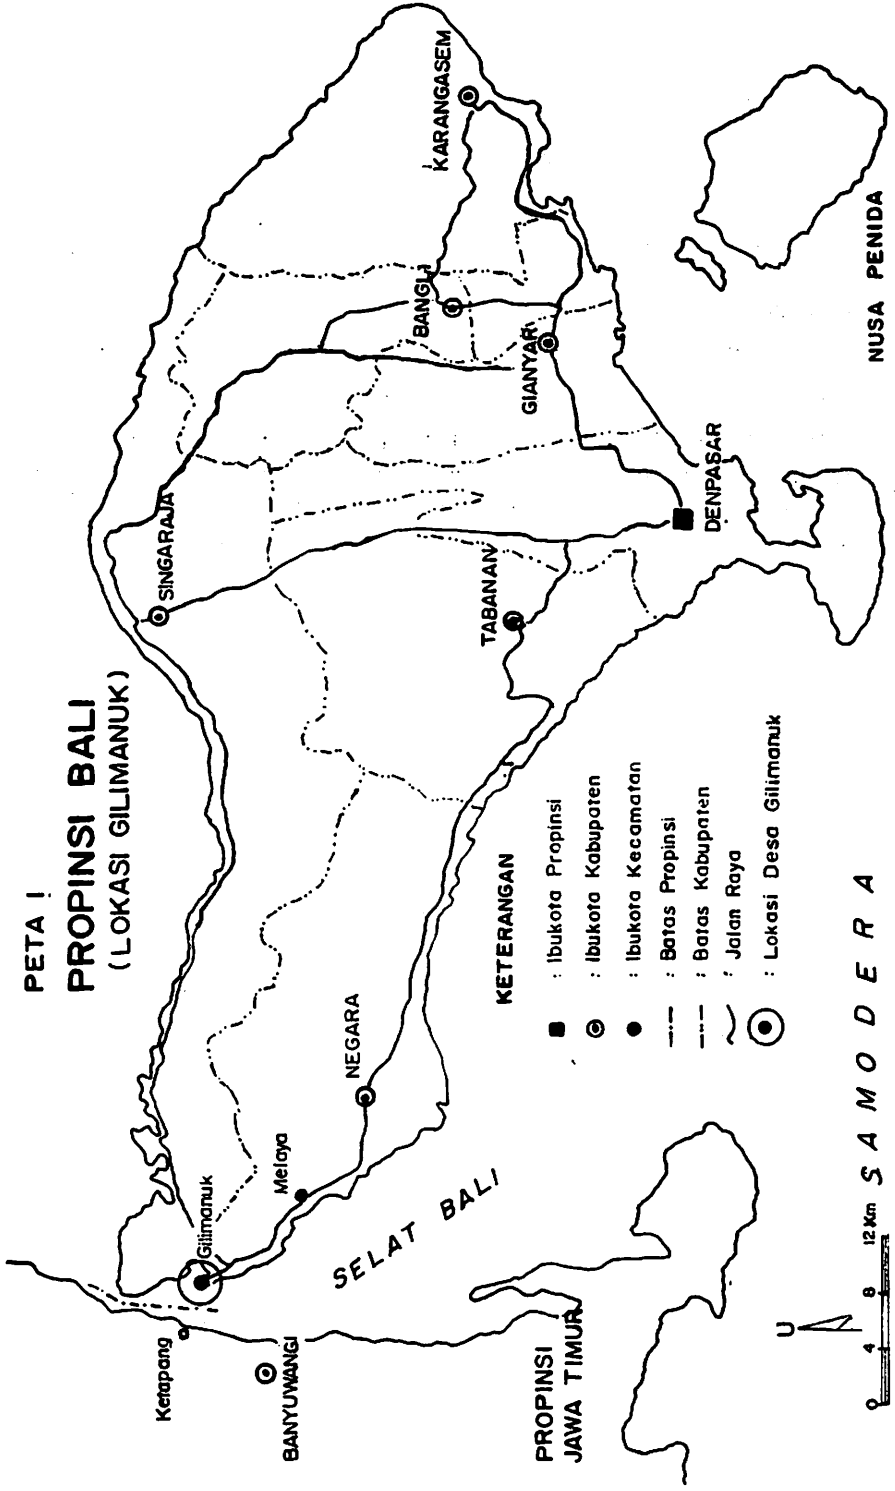 PETA 1
PROPINSI BALI
(LOKASI GILIMANUK)
SINGARAJA
KARANGASEM
BANGLI
GIANYAR
TABANAN
DENPASAR
NUSA PENIDA
NEGARA
Melaya
Gilimanuk
Ketapang
BANYUWANGI
SELAT BALI
PROPINSI
JAWA TIMUR
KETERANGAN
: Ibukota Propinsi
: Ibukota Kabupaten
: Ibukota Kecamatan
: Batas Propinsi
: Batas Kabupaten
: Jalan Raya
: Lokasi Desa Gilimanuk
U
0 4 8 12 Km
SAMODERA